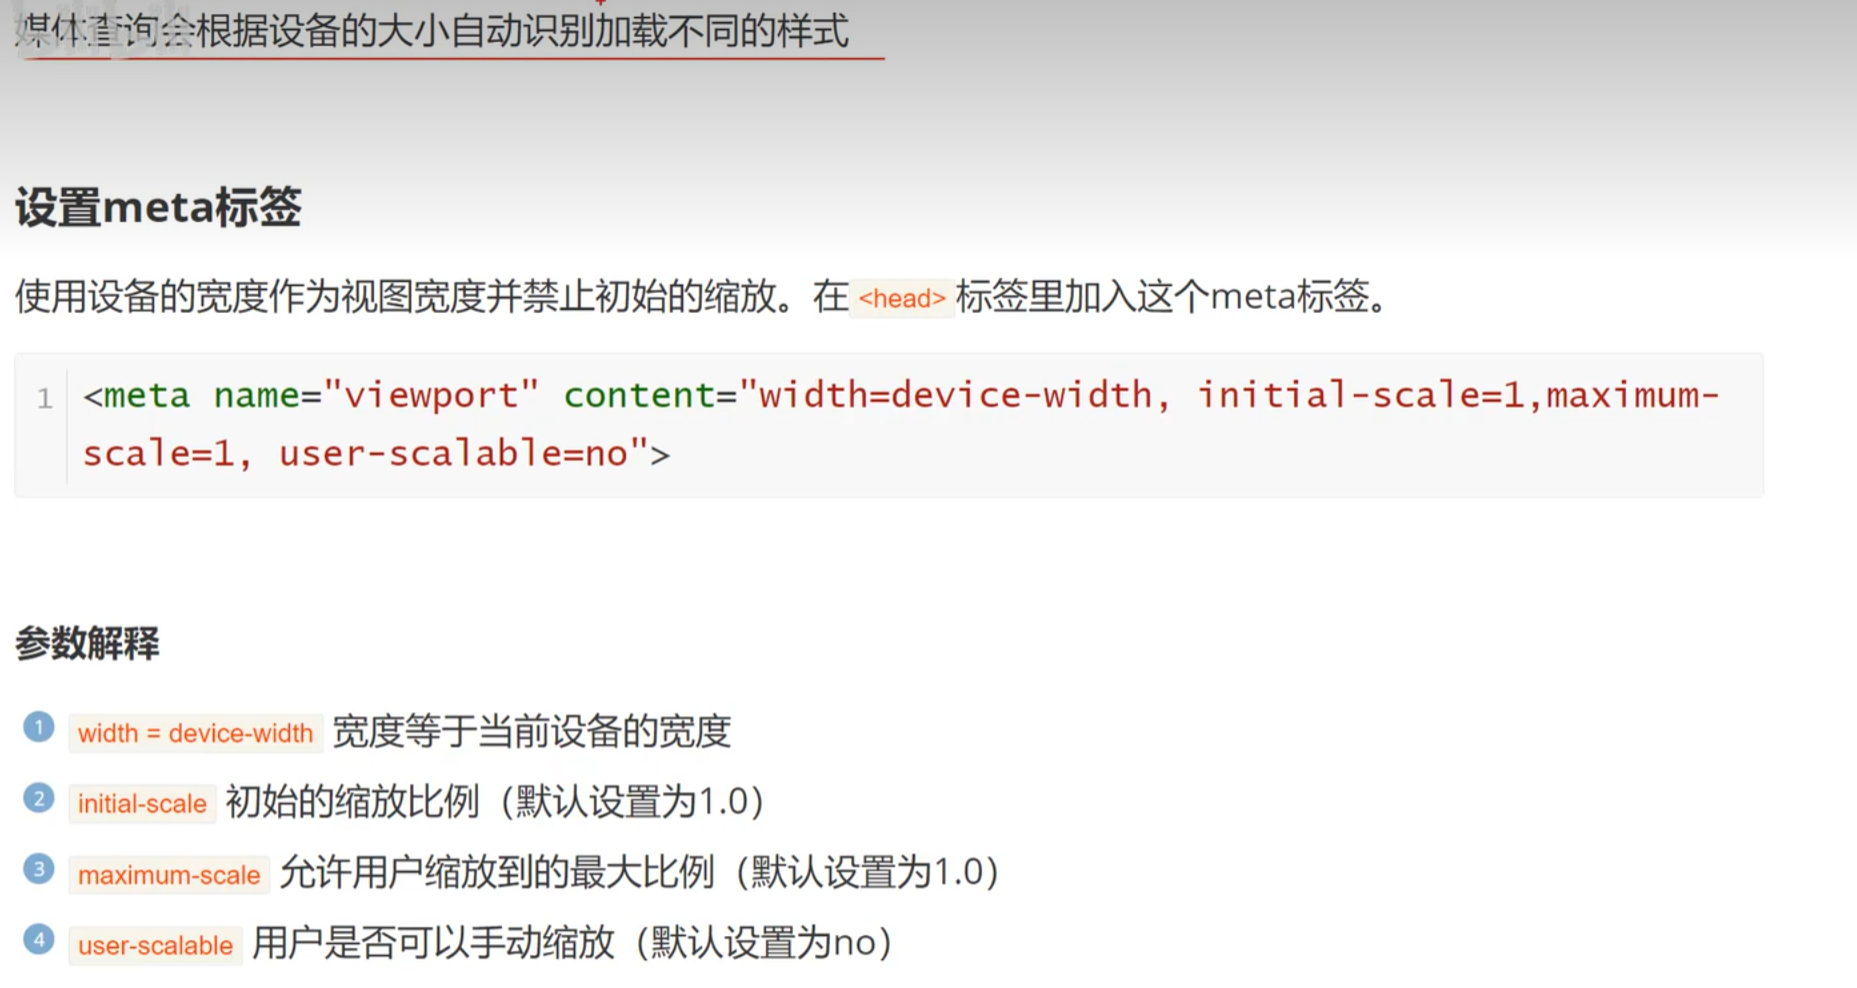 媒体查询会根据设备的大小自动识别加载不同的样式
设置meta标签
使用设备的宽度作为视图宽度并禁止初始的缩放。在<head>标签里加入这个meta标签。
1 <meta name="viewport" content="width=device-width, initial-scale=1,maximum-
scale=1, user-scalable=no">
参数解释
1 width = device-width 宽度等于当前设备的宽度
2 initial-scale 初始的缩放比例（默认设置为1.0）
3 maximum-scale 允许用户缩放到的最大比例（默认设置为1.0）
4 user-scalable 用户是否可以手动缩放（默认设置为no）